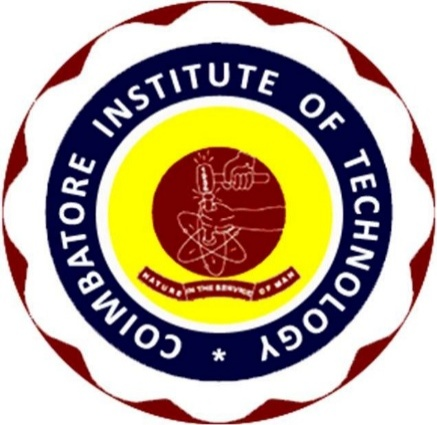 COIMBATORE INSTITUTE OF TECHNOLOGY *
NATURE IN THE SERVICE OF MAN